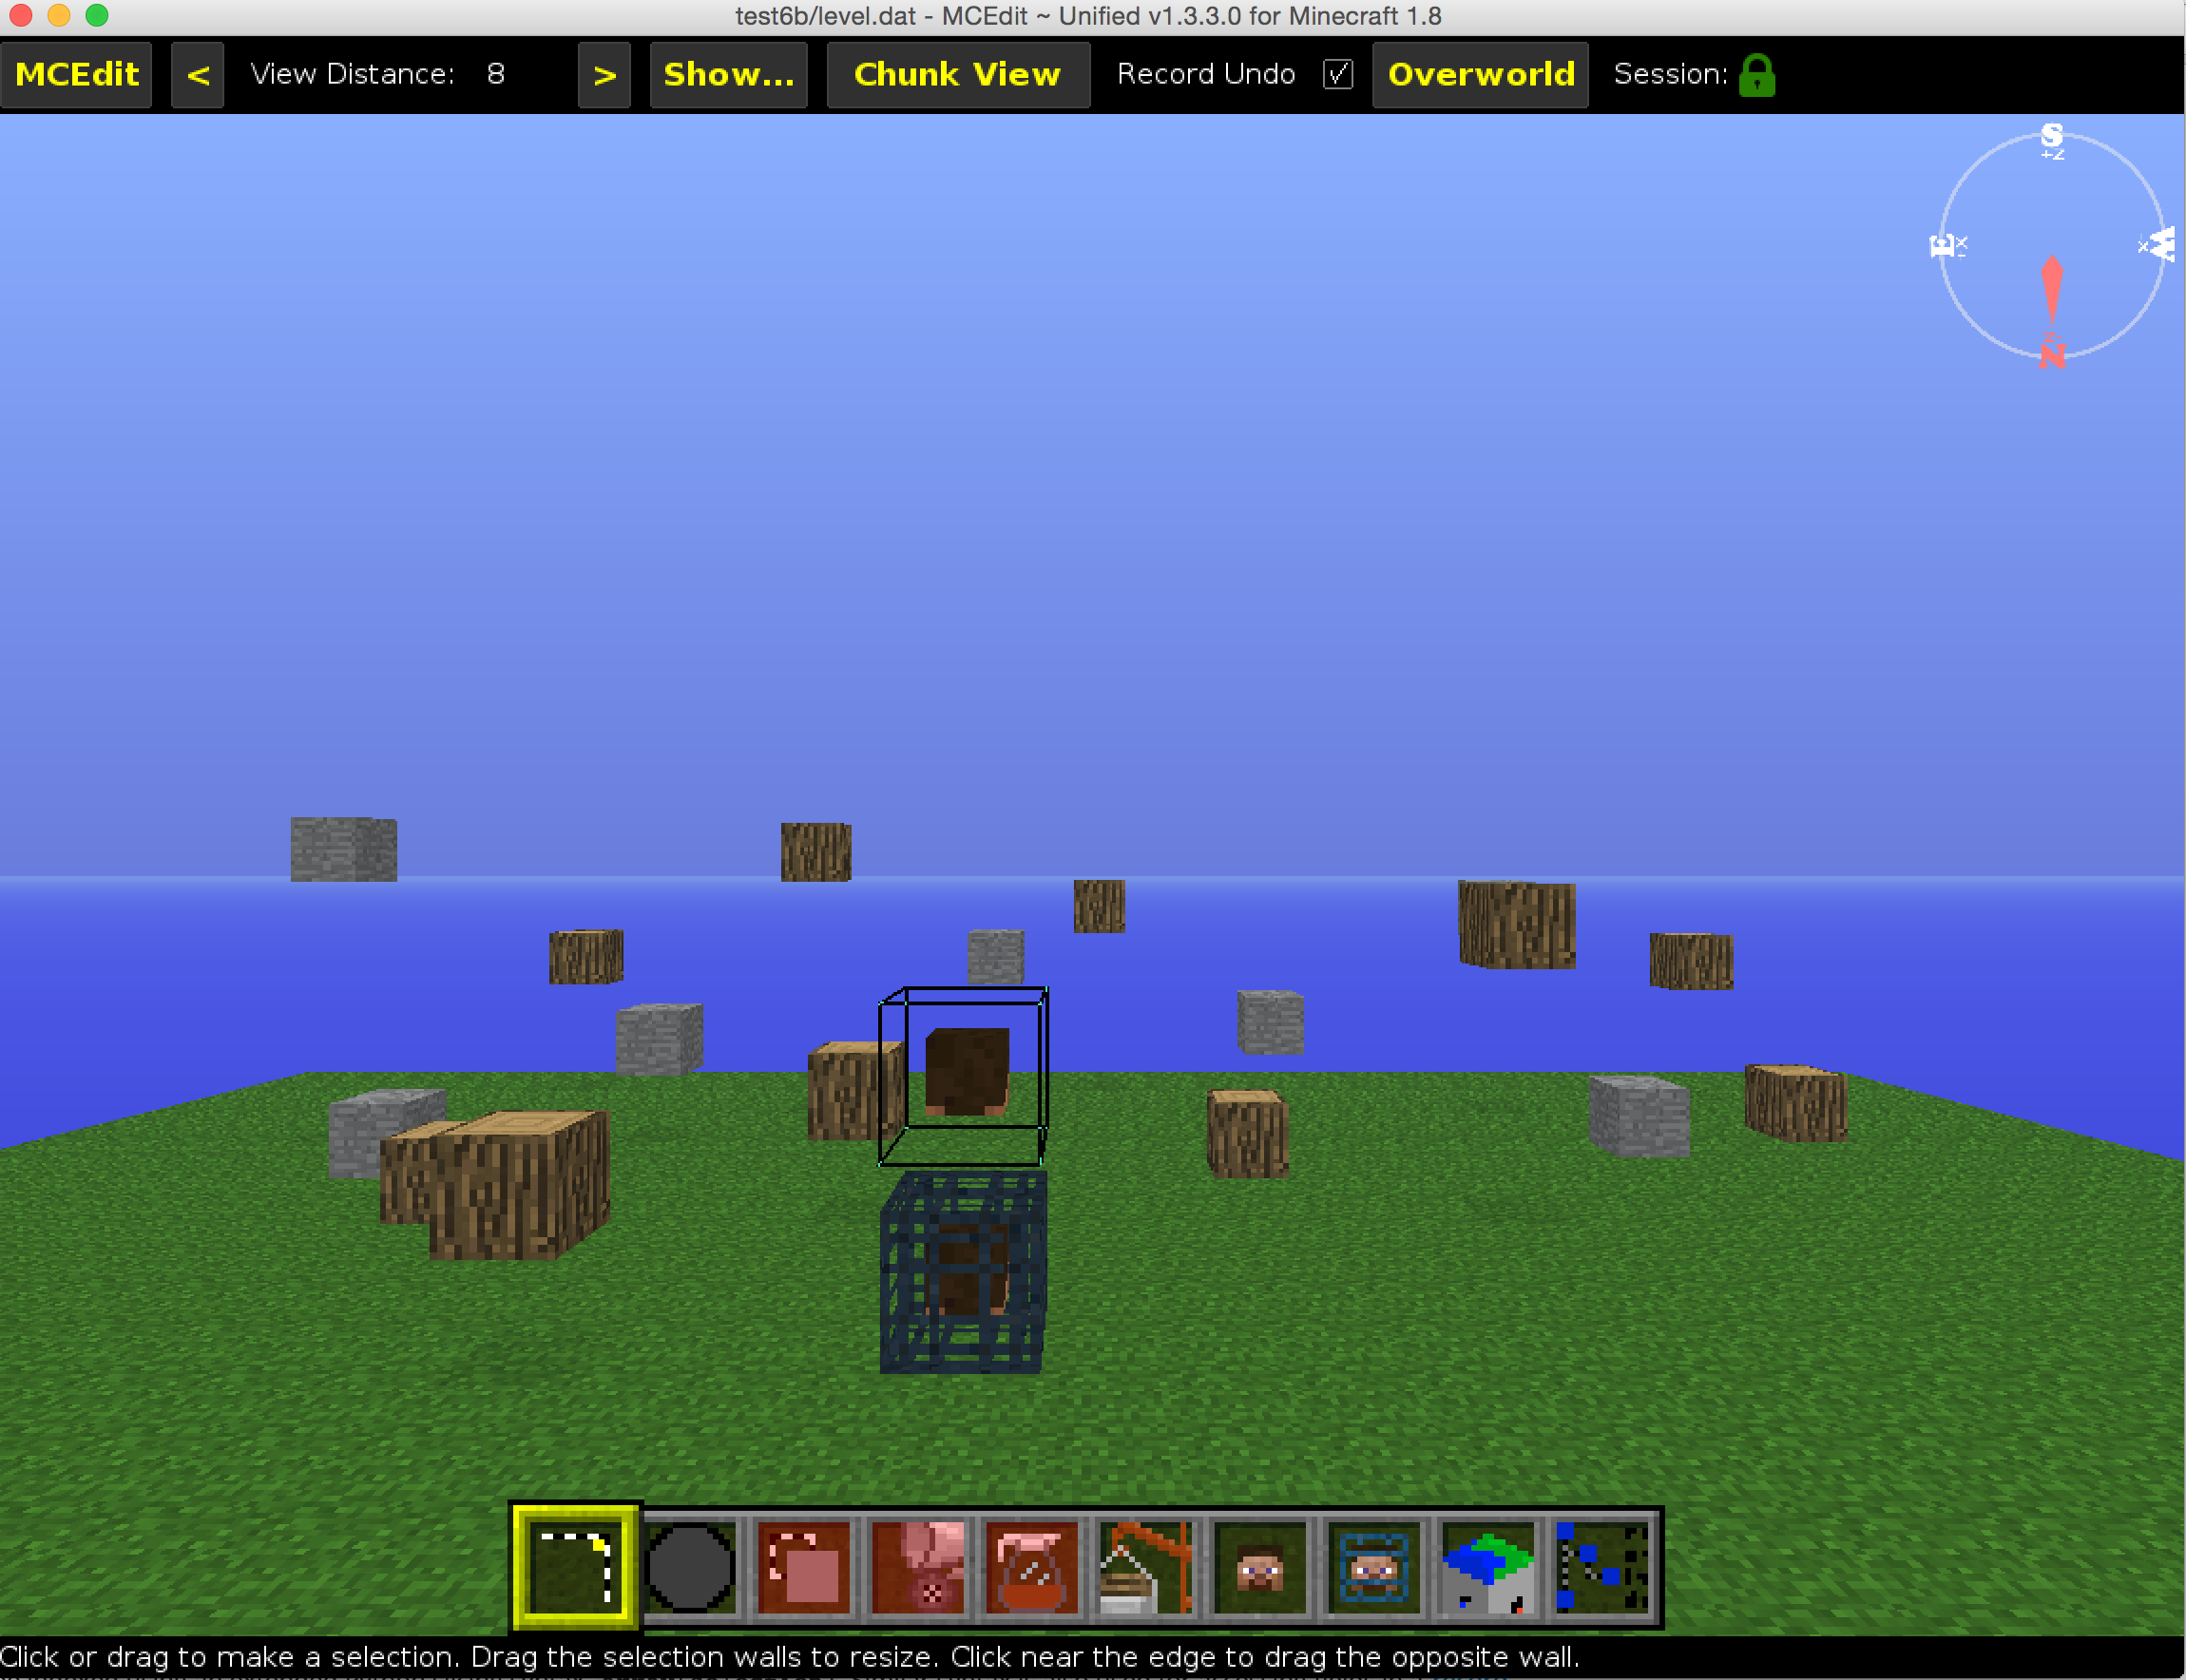 test6b/level.dat - MCEdit ~ Unified v1.3.3.0 for Minecraft 1.8
MCEdit < View Distance: 8 > Show... Chunk View Record Undo Overworld Session:
S
+Z
E X W X
Z
N
Click or drag to make a selection. Drag the selection walls to resize. Click near the edge to drag the opposite wall.